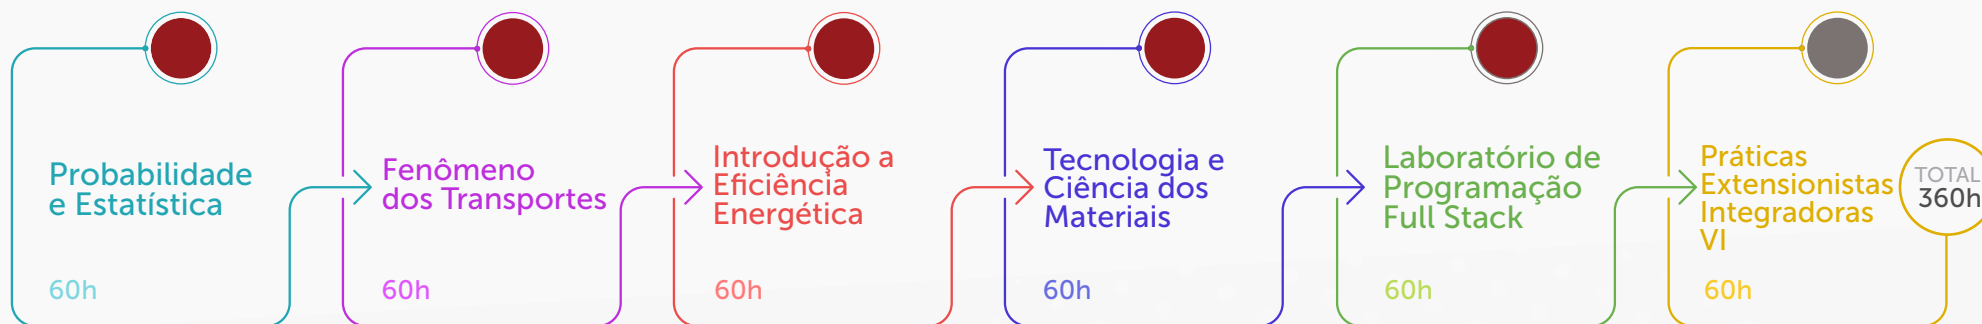 Probabilidade
e Estatística
60h
Fenômeno
dos Transportes
60h
Introdução a
Eficiência
Energética
60h
Tecnologia e
Ciência dos
Materiais
60h
Laboratório de
Programação
Full Stack
60h
Práticas
Extensionistas
Integradoras
VI
60h
TOTAL
360h